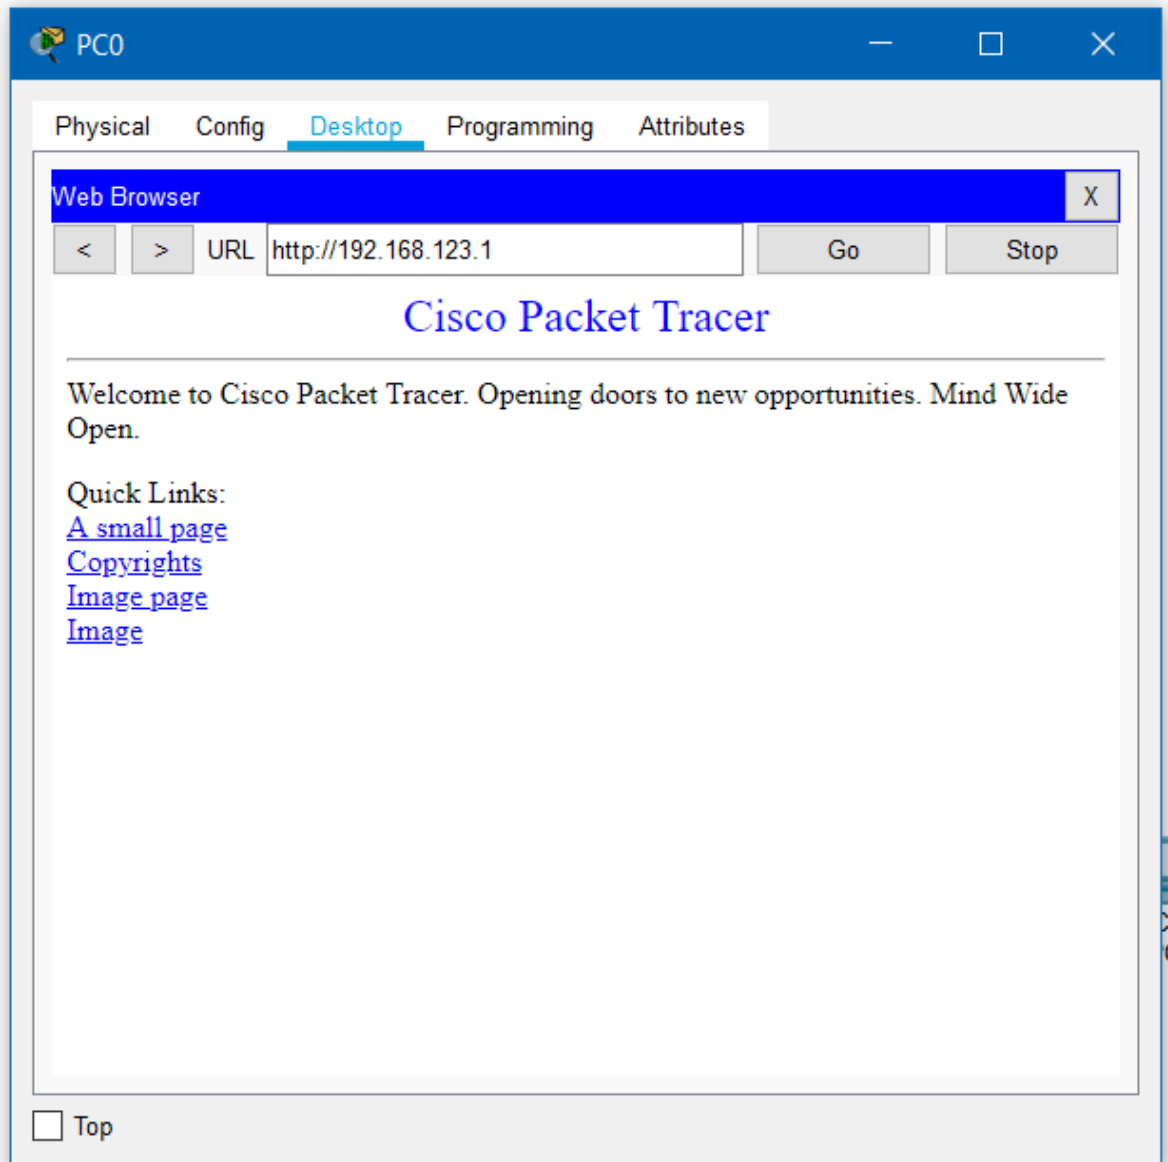 PC0
Physical Config Desktop Programming Attributes
Web Browser X
< > URL http://192.168.123.1 Go Stop
Cisco Packet Tracer
Welcome to Cisco Packet Tracer. Opening doors to new opportunities. Mind Wide
Open.
Quick Links:
A small page
Copyrights
Image page
Image
Top